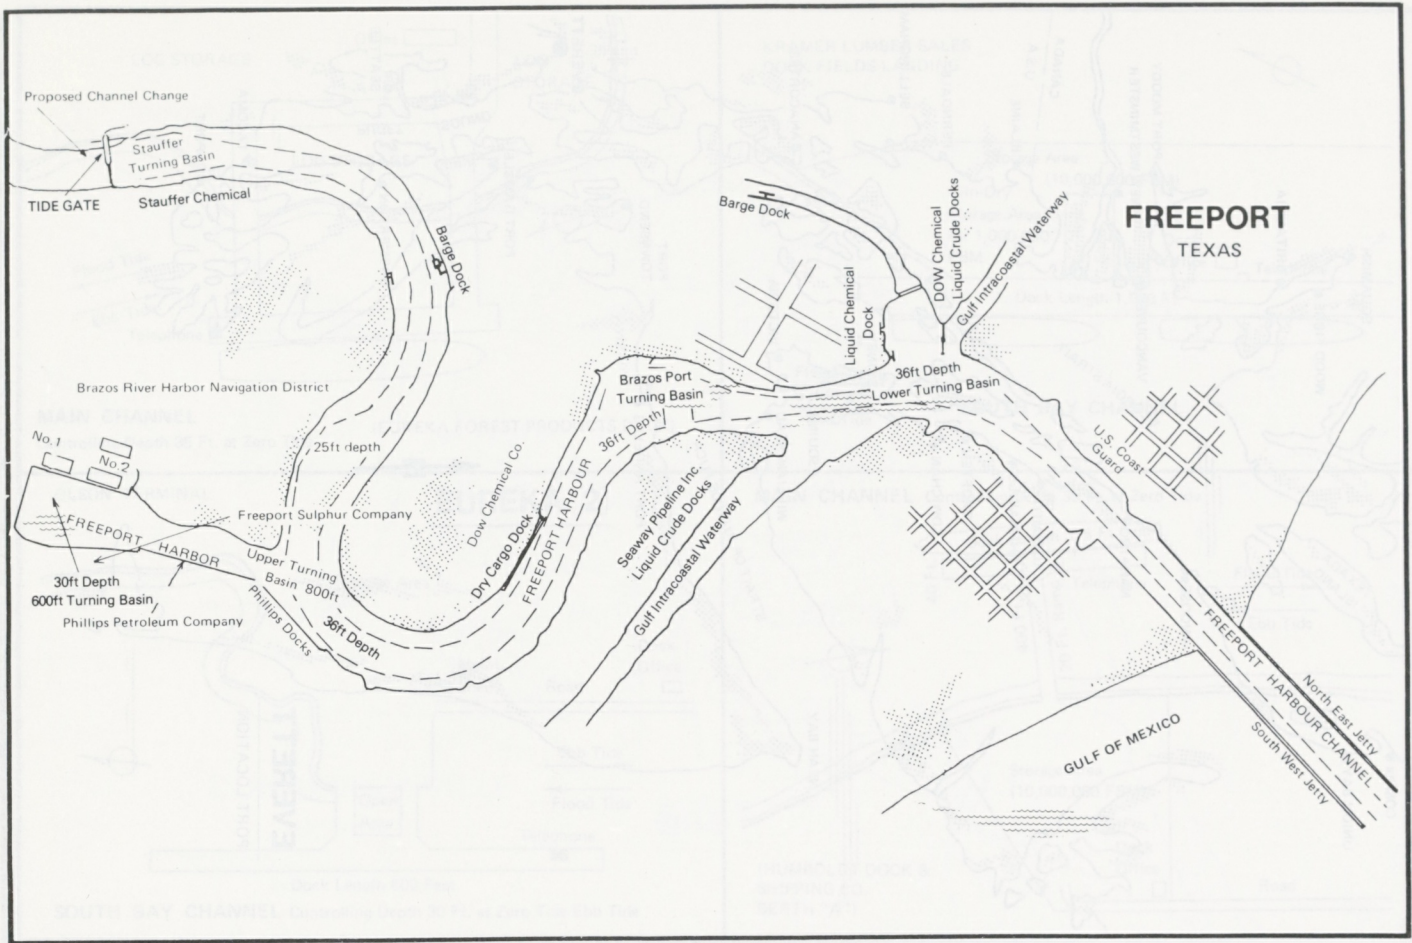 FREEPORT
TEXAS
Proposed Channel Change
Stauffer
Turning Basin
TIDE GATE
Stauffer Chemical
Barge Dock
Brazos River Harbor Navigation District
No.1
No.2
25ft depth
Freeport Sulphur Company
FREEPORT HARBOR
30ft Depth
600ft Turning Basin
Phillips Petroleum Company
Upper Turning
Basin 800ft
Phillips Docks
36ft Depth
Dow Chemical Co.
Dry Cargo Dock
FREEPORT HARBOUR
36ft Depth
Brazos Port
Turning Basin
Seaway Pipeline Inc.
Liquid Crude Docks
Gulf Intracoastal Waterway
Barge Dock
Liquid Chemical
Dock
DOW Chemical
Liquid Crude Docks
Gulf Intracoastal Waterway
36ft Depth
Lower Turning Basin
U.S. Coast
Guard
FREEPORT HARBOUR CHANNEL
North East Jetty
South West Jetty
GULF OF MEXICO